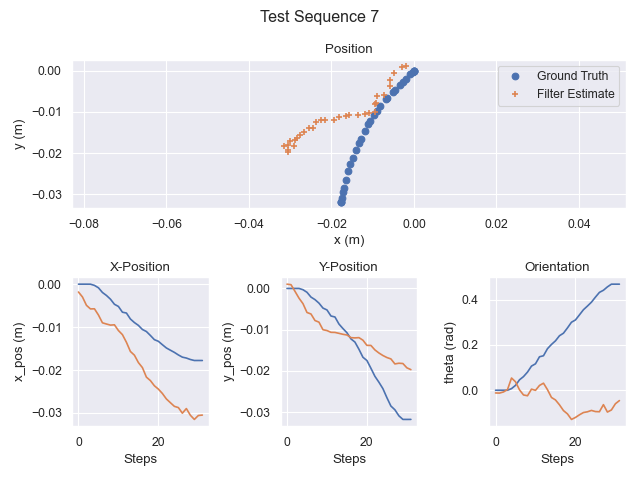 Test Sequence 7
Position
Ground Truth
Filter Estimate
0.00
−0.01
−0.02
−0.03
y (m)
−0.08
−0.06
−0.04
−0.02
0.00
0.02
0.04
x (m)
X-Position
0.00
−0.01
−0.02
−0.03
x_pos (m)
0
20
Steps
Y-Position
0.00
−0.01
−0.02
−0.03
y_pos (m)
0
20
Steps
Orientation
0.4
0.2
0.0
theta (rad)
0
20
Steps